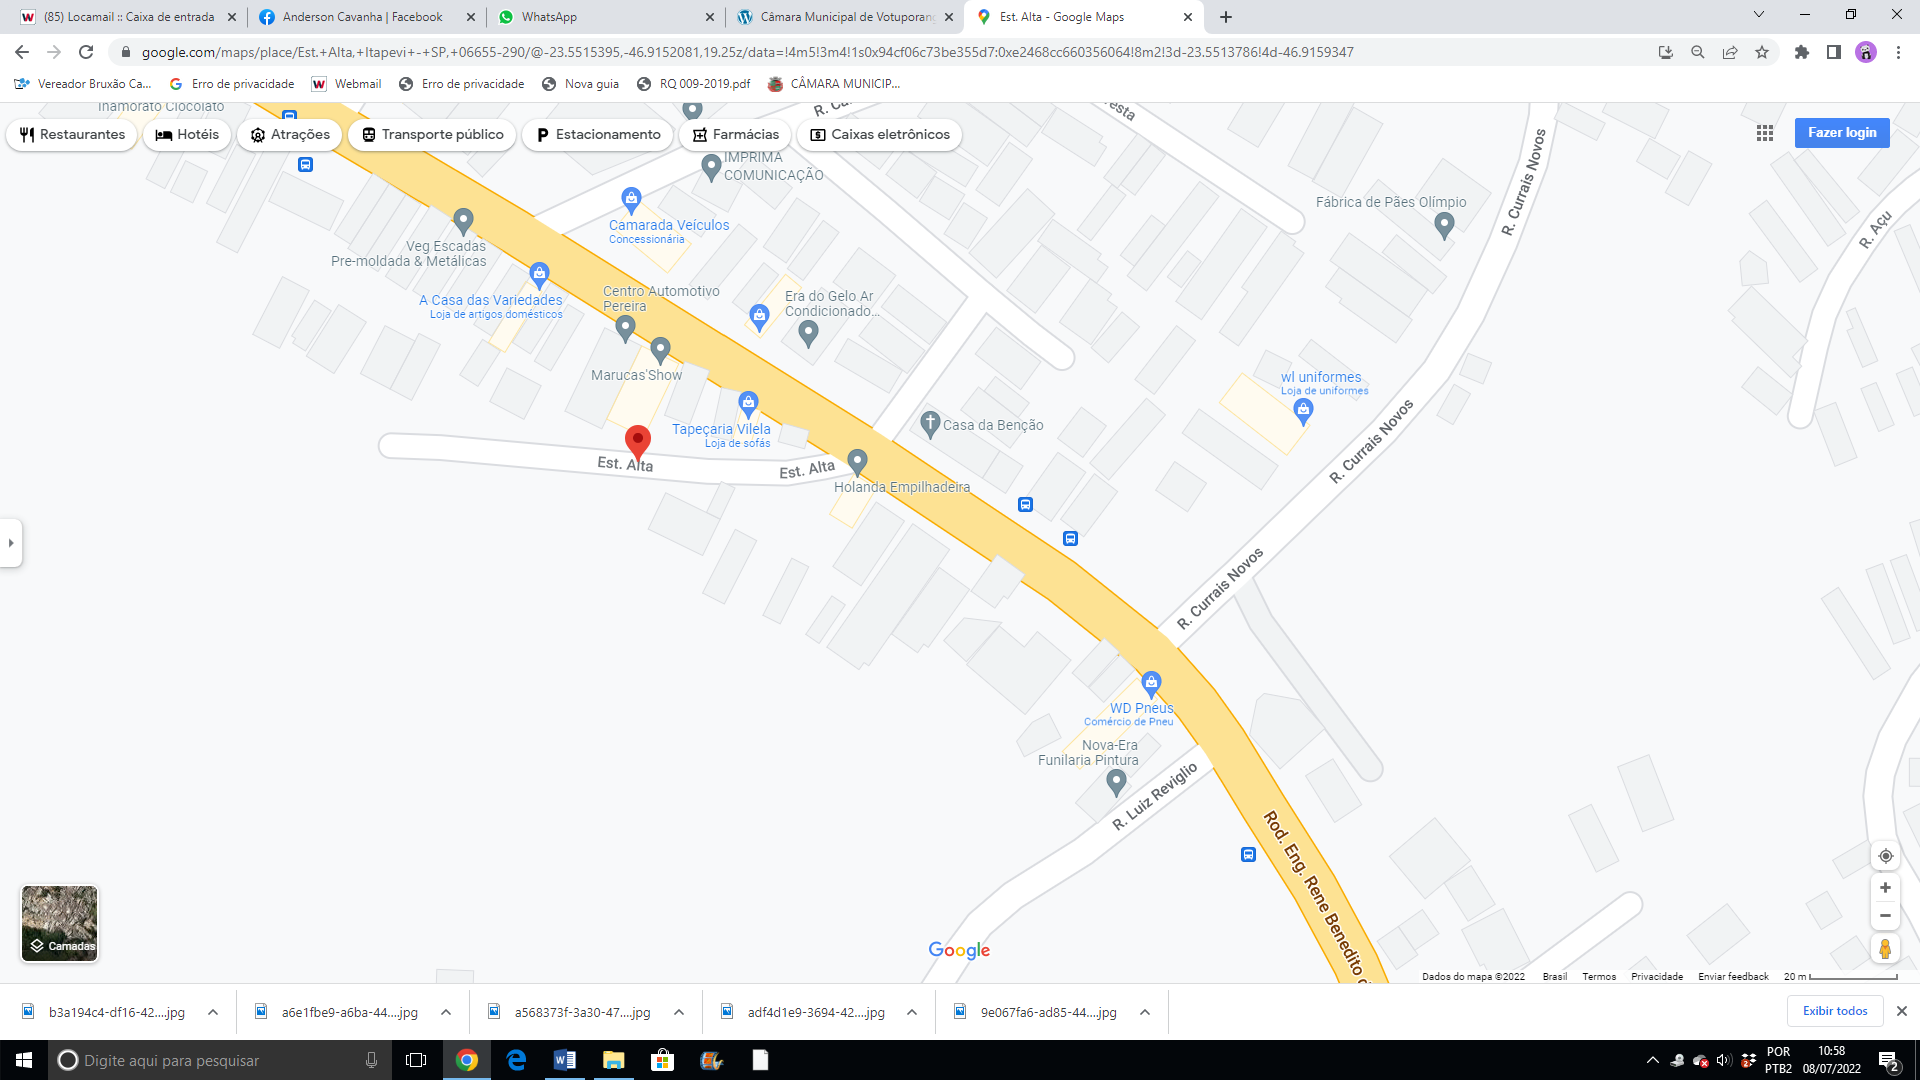 (85) Locamail :: Caixa de entrada
Anderson Cavanha | Facebook
WhatsApp
Câmara Municipal de Votuporan
Est. Alta - Google Maps
google.com/maps/place/Est.+Alta,+Itapevi+-+SP,+06655-290/@-23.5515395,-46.9152081,19.25z/data=!4m5!3m4!1s0x94cf06c73be355d7:0xe2468cc660356064!8m2!3d-23.5513786!4d-46.9159347
Vereador Bruxão Ca...
Erro de privacidade
Webmail
Erro de privacidade
Nova guia
RQ 009-2019.pdf
CÂMARA MUNICIP...
Inamorato Ciocolato
R. Ca
esta
Restaurantes
Hotéis
Atrações
Transporte público
Estacionamento
Farmácias
Caixas eletrônicos
Fazer login
IMPRIMA
COMUNICAÇÃO
Camarada Veículos
Concessionária
Fábrica de Pães Olímpio
R. Currais Novos
R. Açu
Veg Escadas
Pre-moldada & Metálicas
A Casa das Variedades
Loja de artigos domésticos
Centro Automotivo
Pereira
Era do Gelo Ar
Condicionado...
Marucas'Show
wl uniformes
Loja de uniformes
Tapeçaria Vilela
Loja de sofás
Casa da Benção
R. Currais Novos
Est. Alta
Est. Alta
Holanda Empilhadeira
R. Currais Novos
WD Pneus
Comércio de Pneu
Nova-Era
Funilaria Pintura
R. Luiz Reviglio
Rod. Eng. Rene Benedito
Camadas
Google
Dados do mapa ©2022
Brasil
Termos
Privacidade
Enviar feedback
20 m
b3a194c4-df16-42....jpg
a6e1fbe9-a6ba-44....jpg
a568373f-3a30-47....jpg
adf4d1e9-3694-42....jpg
9e067fa6-ad85-44....jpg
Exibir todos
Digite aqui para pesquisar
POR
PTB2
10:58
08/07/2022
2